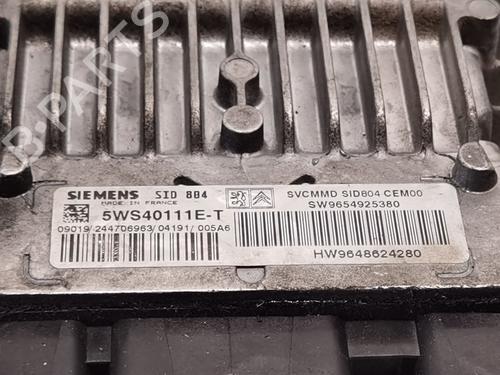 SIEMENS SID 804
MADE IN FRANCE
5WS40111E-T
09019/244706963/04191/005A6
SVCMMD SID804 CEM00
SW9654925380
HW9648624280
B-PARTS